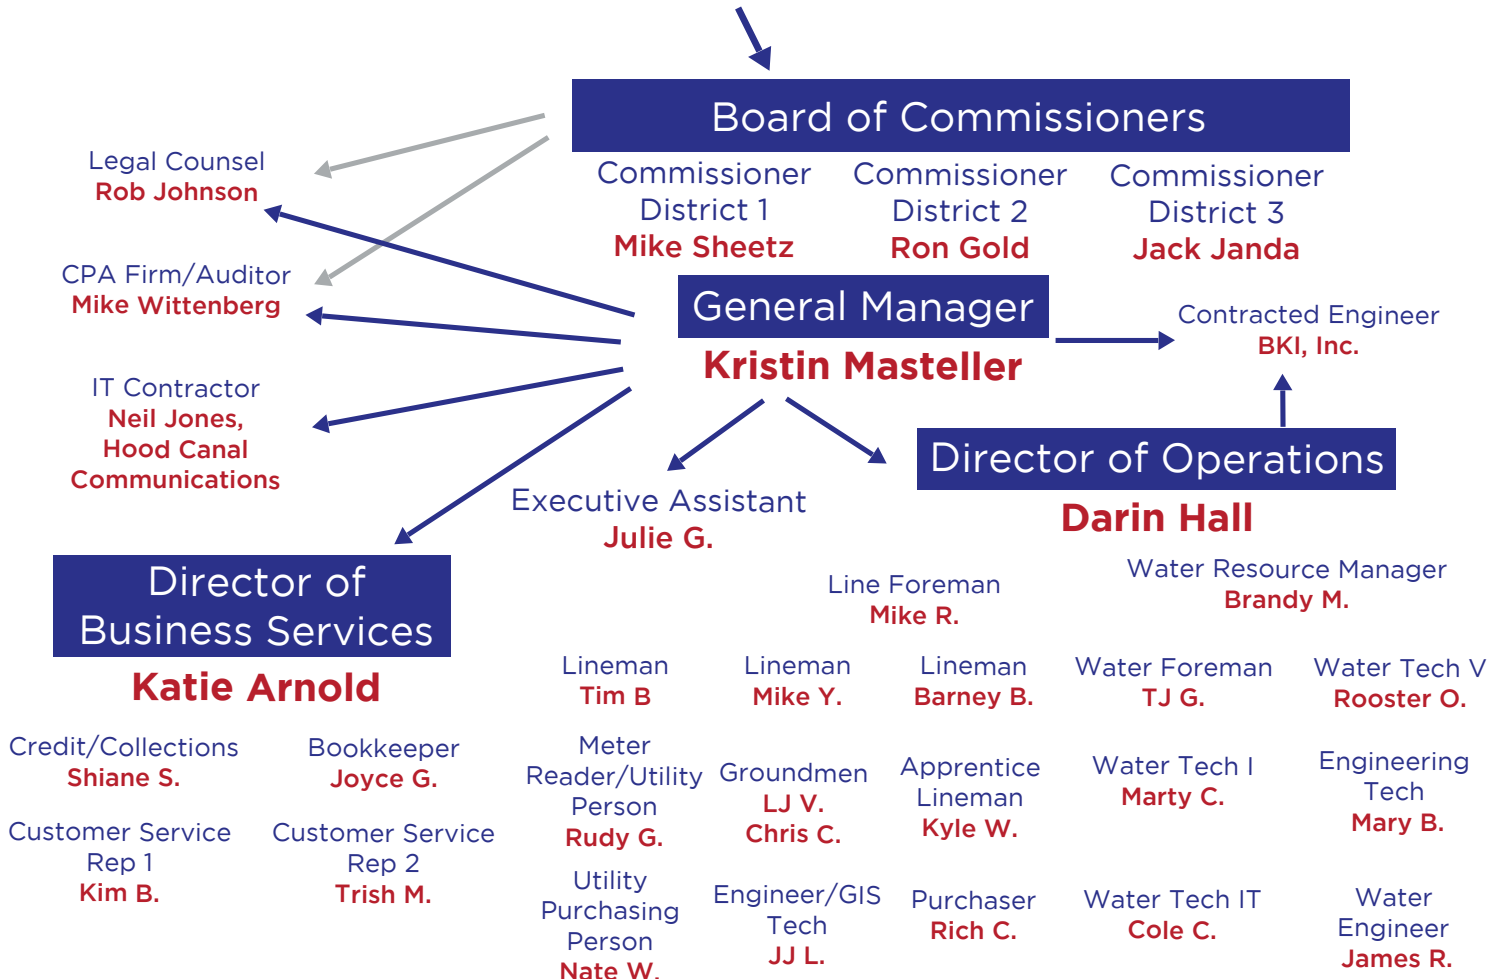 Board of Commissioners
Commissioner
District 1
Mike Sheetz
Commissioner
District 2
Ron Gold
Commissioner
District 3
Jack Janda
Legal Counsel
Rob Johnson
CPA Firm/Auditor
Mike Wittenberg
IT Contractor
Neil Jones,
Hood Canal
Communications
General Manager
Kristin Masteller
Contracted Engineer
BKI, Inc.
Executive Assistant
Julie G.
Director of Operations
Darin Hall
Director of
Business Services
Katie Arnold
Credit/Collections
Shiane S.
Bookkeeper
Joyce G.
Customer Service
Rep 1
Kim B.
Customer Service
Rep 2
Trish M.
Line Foreman
Mike R.
Water Resource Manager
Brandy M.
Lineman
Tim B
Lineman
Mike Y.
Lineman
Barney B.
Water Foreman
TJ G.
Water Tech V
Rooster O.
Meter
Reader/Utility
Person
Rudy G.
Groundmen
LJ V.
Chris C.
Apprentice
Lineman
Kyle W.
Water Tech I
Marty C.
Engineering
Tech
Mary B.
Utility
Purchasing
Person
Nate W.
Engineer/GIS
Tech
JJ L.
Purchaser
Rich C.
Water Tech IT
Cole C.
Water
Engineer
James R.